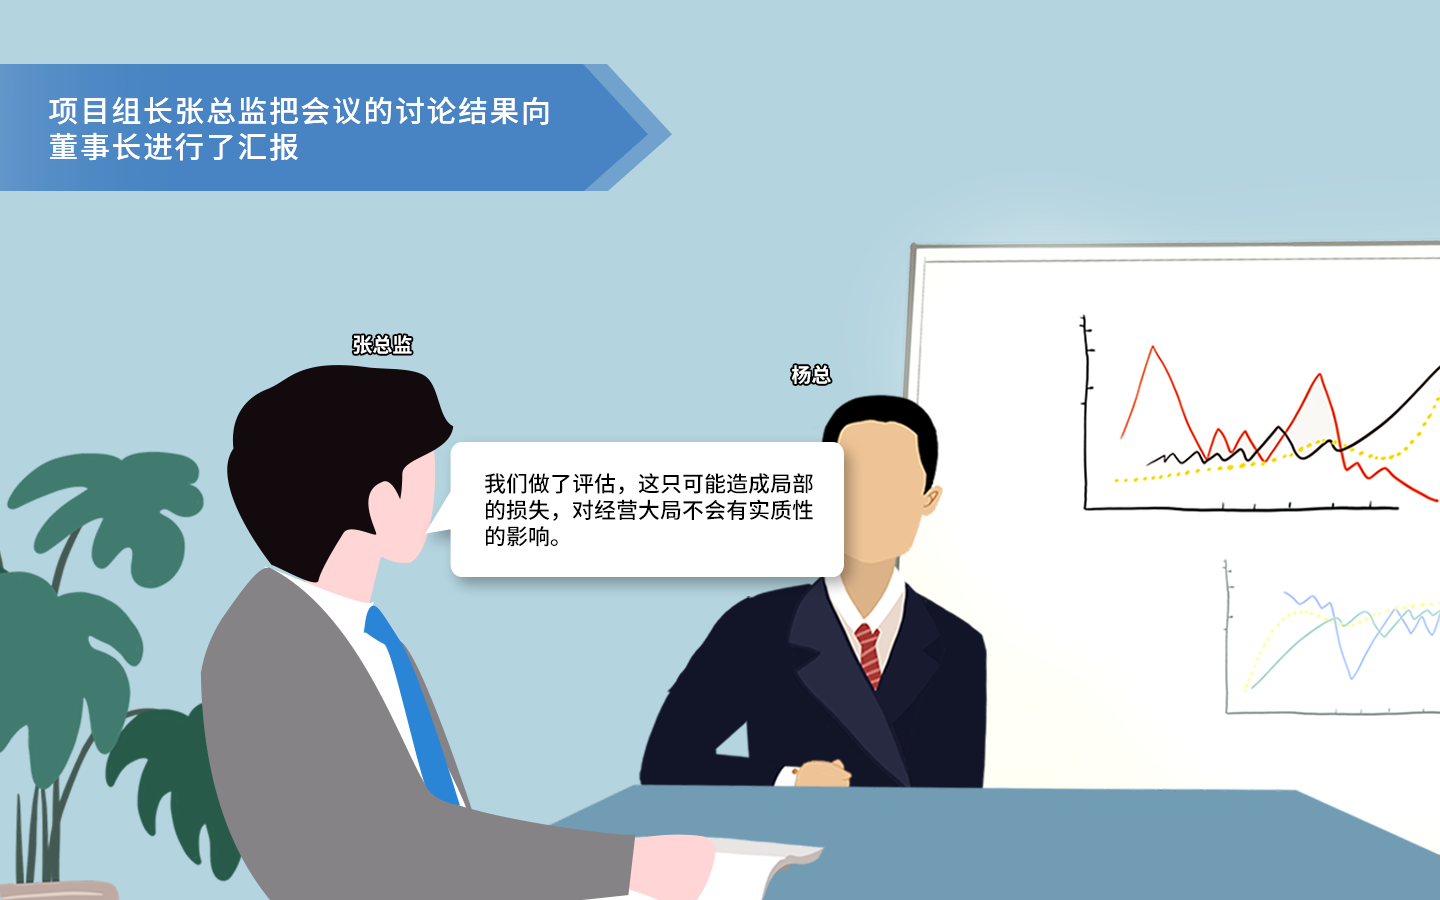 项目组长张总监把会议的讨论结果向
董事长进行了汇报
张总监
杨总
我们做了评估，这只可能造成局部
的损失，对经营大局不会有实质性
的影响。